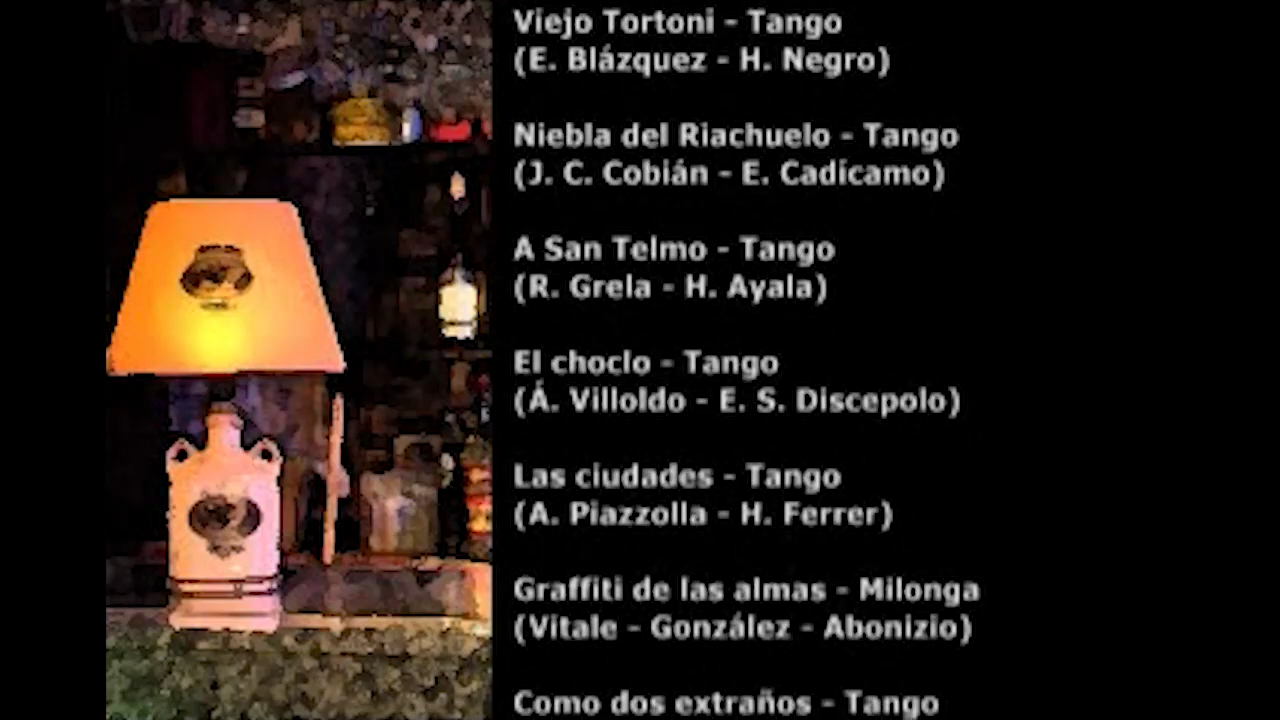 Viejo Tortoni - Tango
(E. Blázquez - H. Negro)
Niebla del Riachuelo - Tango
(J. C. Cobián - E. Cadícamo)
A San Telmo - Tango
(R. Grela - H. Ayala)
El choclo - Tango
(Á. Villoldo - E. S. Discepolo)
Las ciudades - Tango
(A. Piazzolla - H. Ferrer)
Graffiti de las almas - Milonga
(Vitale - González - Abonizio)
Como dos extraños - Tango